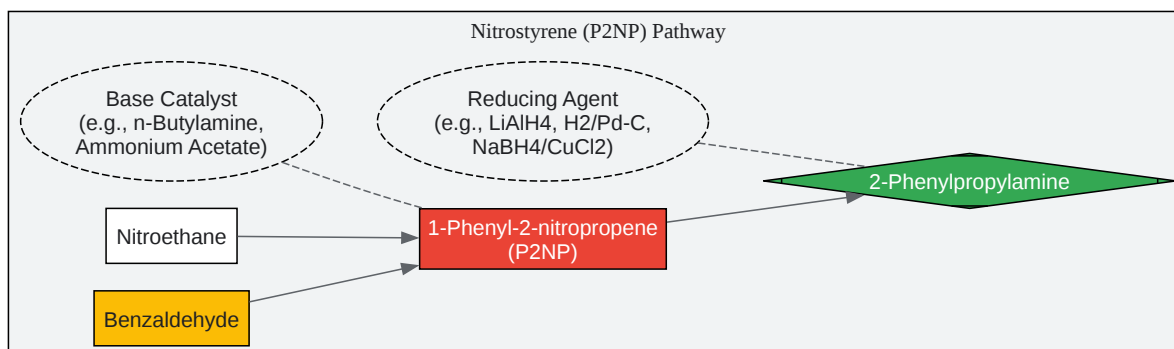 Nitrostyrene (P2NP) Pathway
Base Catalyst
(e.g., n-Butylamine,
Ammonium Acetate)
Reducing Agent
(e.g., LiAlH4, H2/Pd-C,
NaBH4/CuCl2)
2-Phenylpropylamine
Nitroethane
1-Phenyl-2-nitropropene
(P2NP)
Benzaldehyde